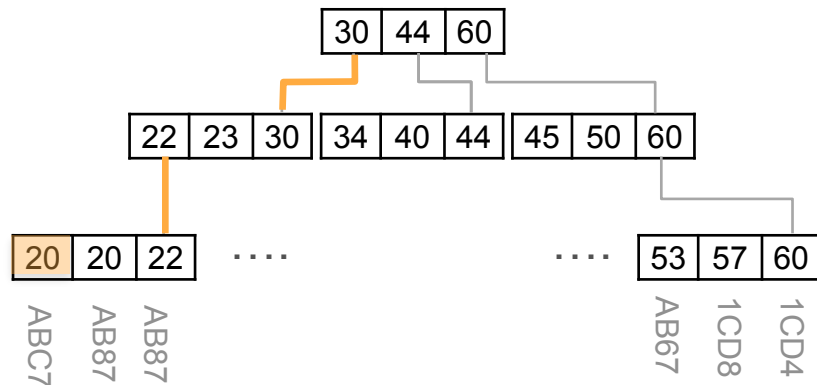 30 44 60
22 23 30 34 40 44 45 50 60
20 20 22 .... .... 53 57 60
ABC7 AB87 AB87 AB67 1CD8 1CD4